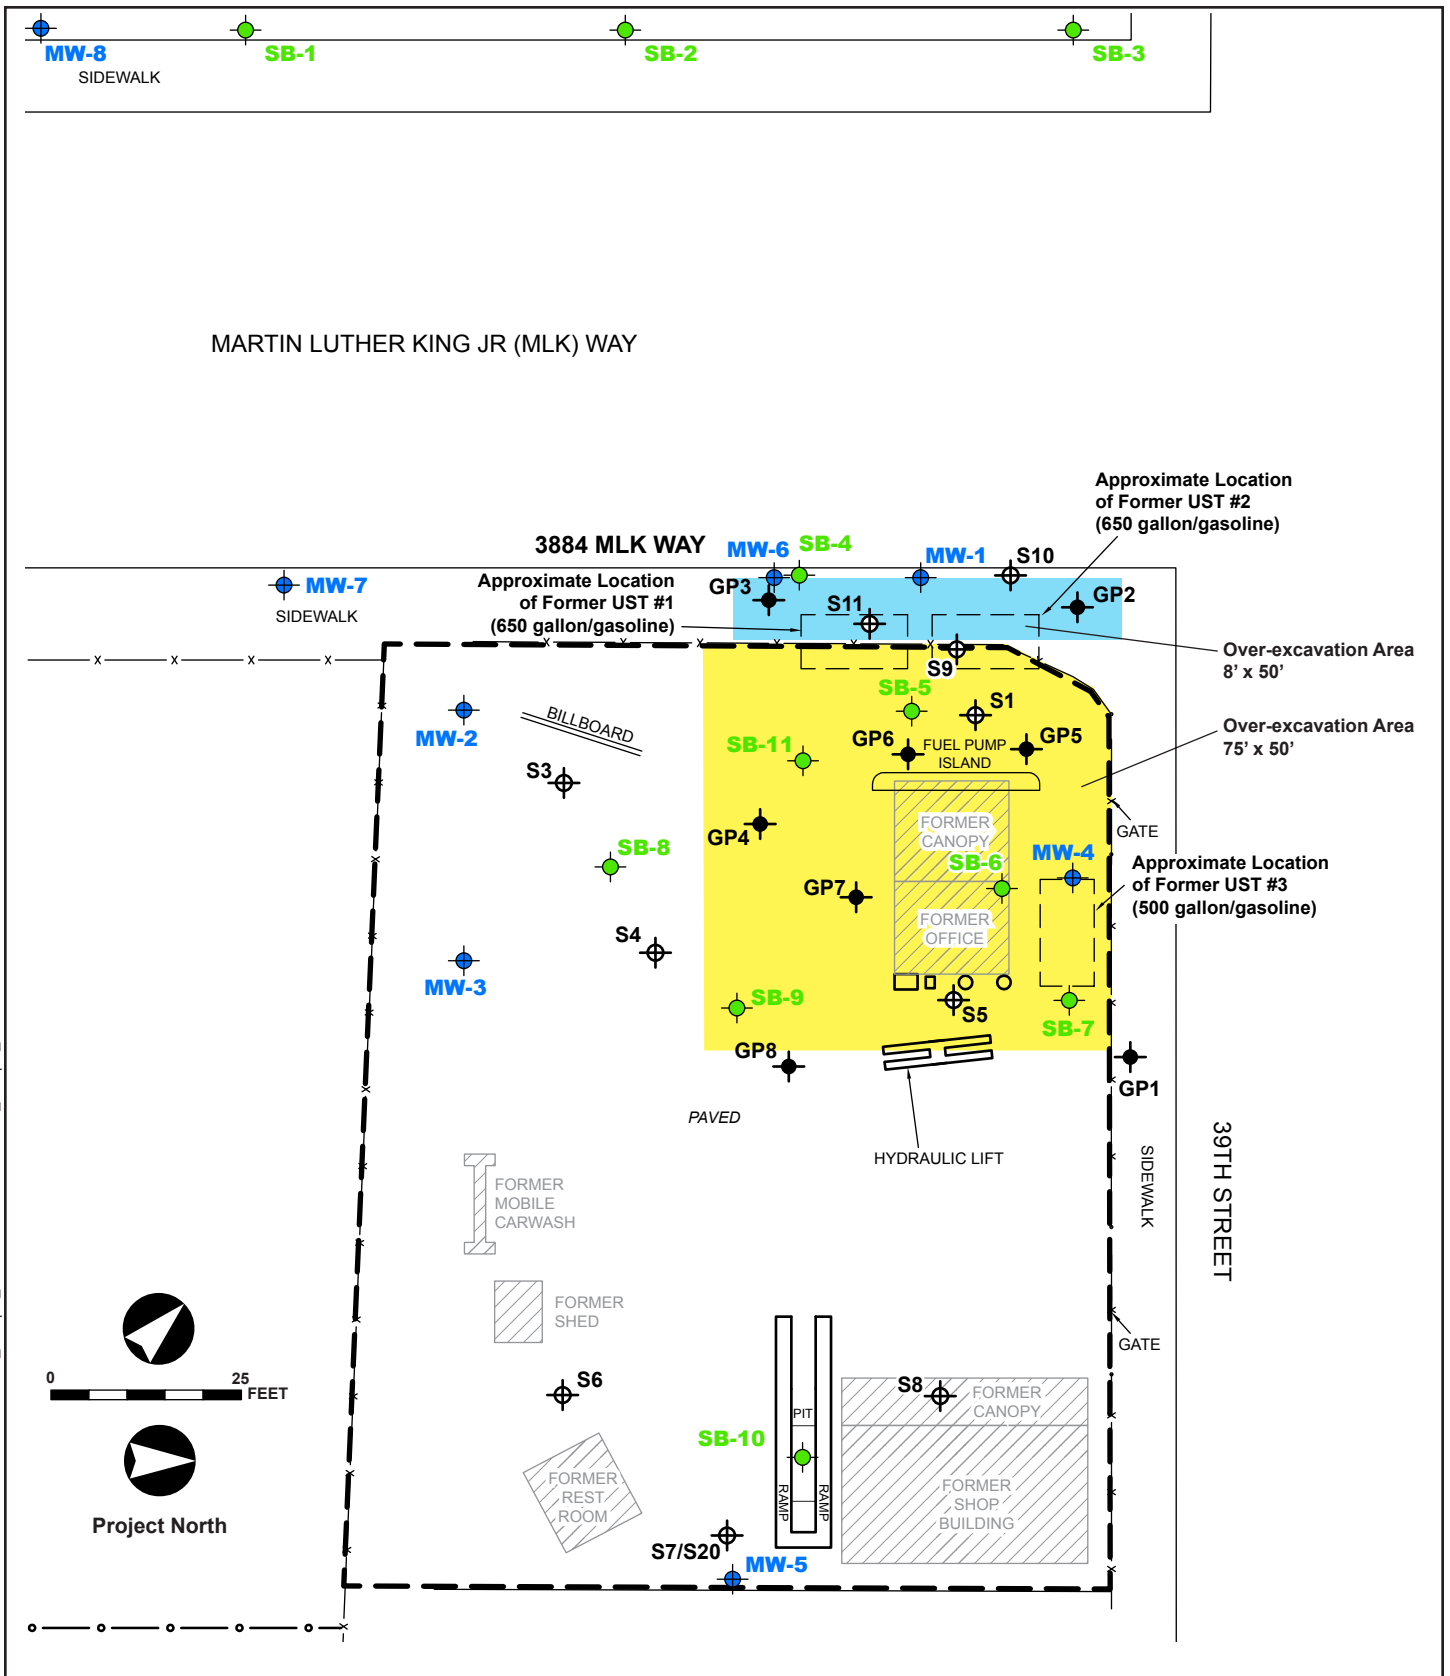 MW-8
SB-1
SB-2
SB-3
SIDEWALK
MARTIN LUTHER KING JR (MLK) WAY
Approximate Location
of Former UST #2
(650 gallon/gasoline)
3884 MLK WAY
MW-6
SB-4
MW-1
S10
MW-7
SIDEWALK
Approximate Location
of Former UST #1
(650 gallon/gasoline)
GP3
S11
GP2
S9
Over-excavation Area
8' x 50'
Over-excavation Area
75' x 50'
MW-2
BILLBOARD
SB-5
S1
SB-11
GP6
FUEL PUMP
ISLAND
GP5
S3
GATE
GP4
FORMER
CANOPY
SB-8
SB-6
MW-4
Approximate Location
of Former UST #3
(500 gallon/gasoline)
GP7
FORMER
OFFICE
S4
MW-3
SB-9
S5
SB-7
GP8
GP1
PAVED
HYDRAULIC LIFT
SIDEWALK
39TH STREET
FORMER
MOBILE
CARWASH
FORMER
SHED
GATE
0 25
FEET
S6
S8
FORMER
CANOPY
PIT
SB-10
RAMP
RAMP
FORMER
REST
ROOM
FORMER
SHOP
BUILDING
Project North
S7/S20
MW-5